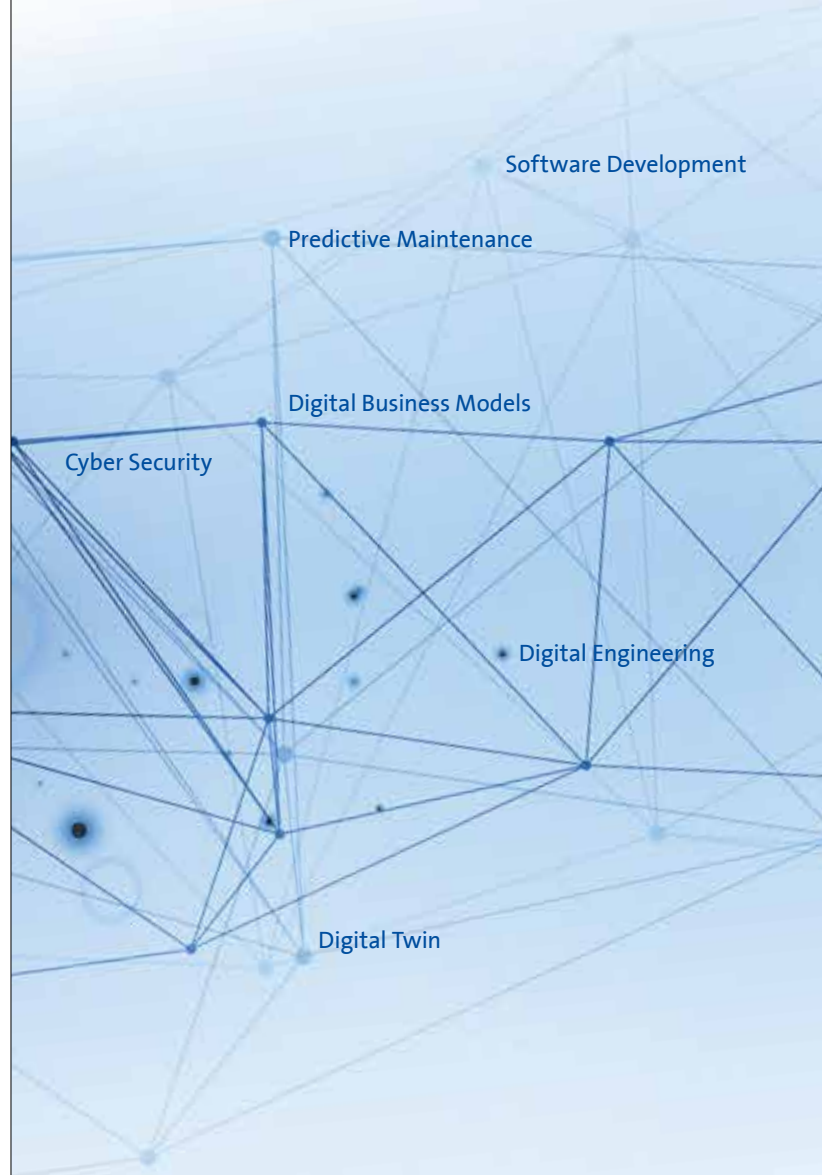 Software Development
Predictive Maintenance
Digital Business Models
Cyber Security
Digital Engineering
Digital Twin